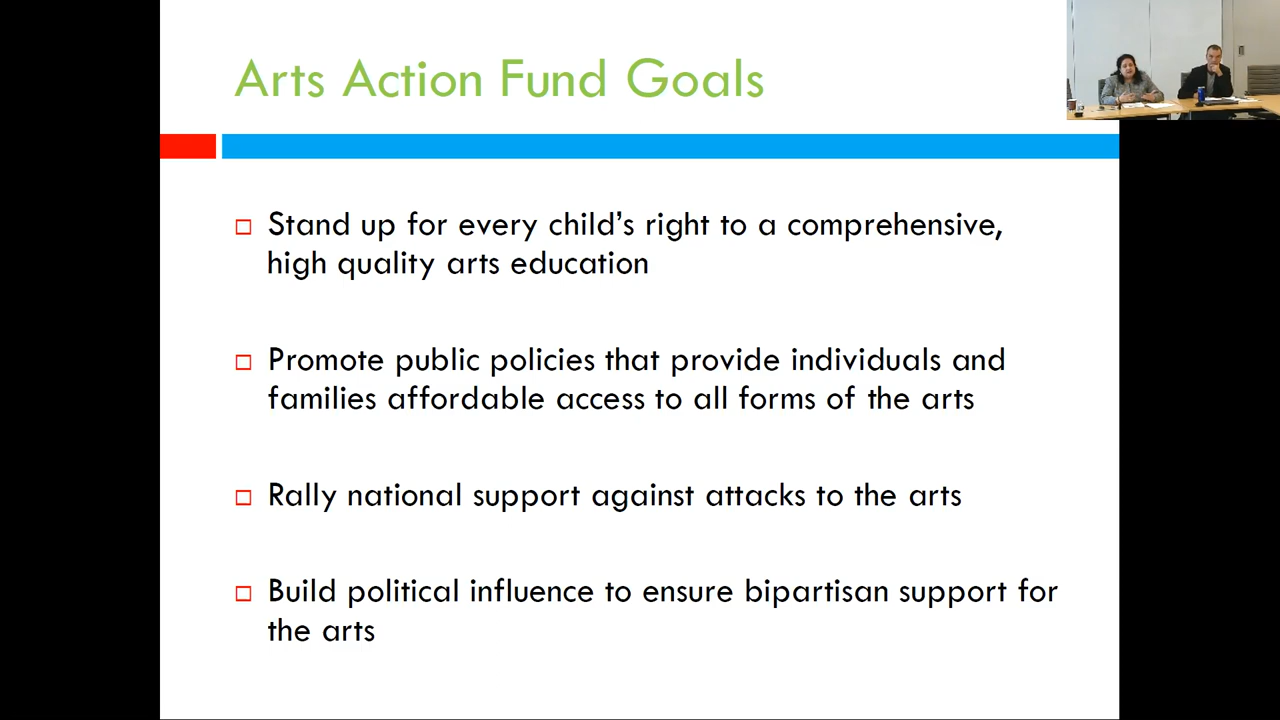 Arts Action Fund Goals
Stand up for every child’s right to a comprehensive,
high quality arts education
Promote public policies that provide individuals and
families affordable access to all forms of the arts
Rally national support against attacks to the arts
Build political influence to ensure bipartisan support for
the arts